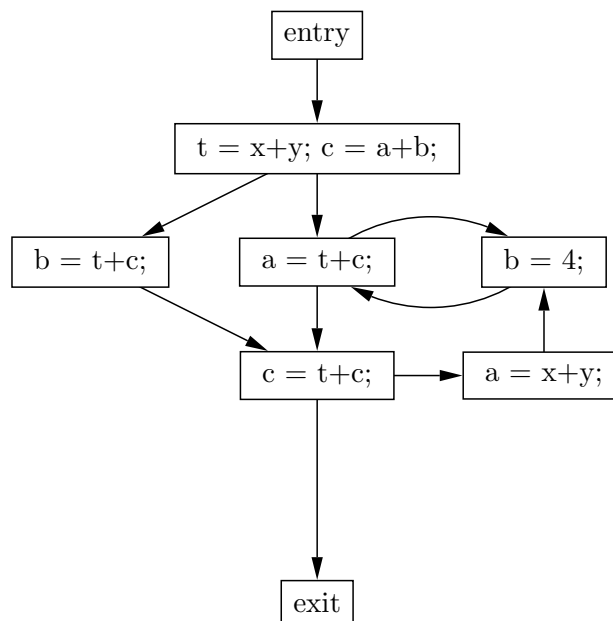 entry
t = x+y; c = a+b;
b = t+c;
a = t+c;
b = 4;
c = t+c;
a = x+y;
exit